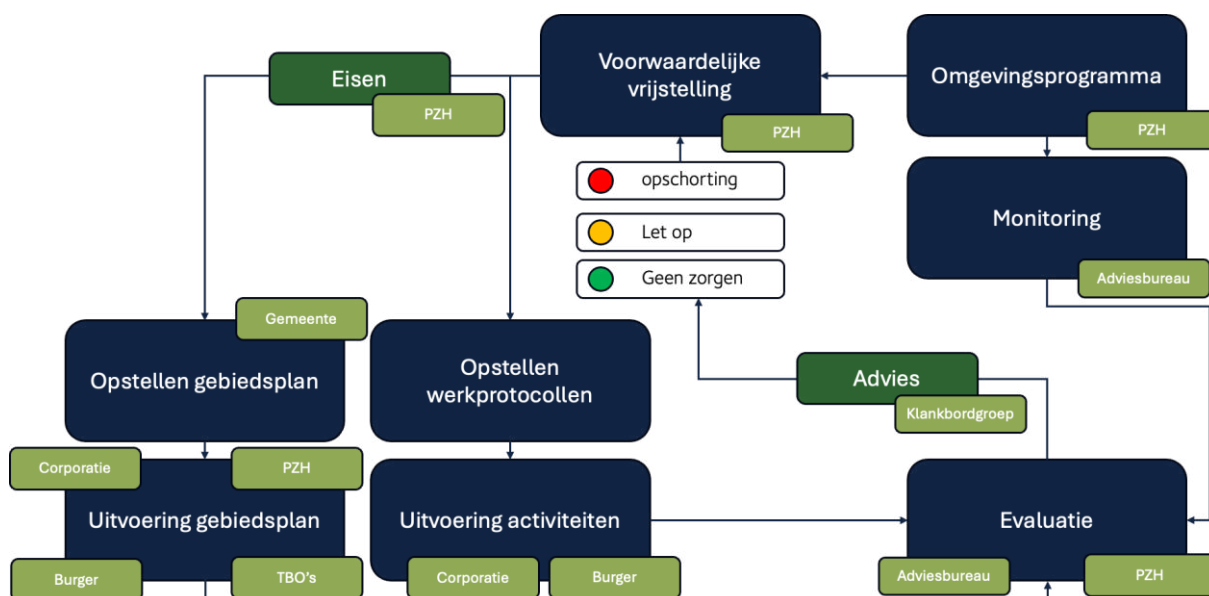 Voorwaardelijke
vrijstelling
PZH
Omgevingsprogramma
PZH
Eisen
PZH
opschorting
Let op
Geen zorgen
Monitoring
Adviesbureau
Gemeente
Opstellen gebiedsplan
Opstellen
werkprotocollen
Advies
Klankbordgroep
Corporatie
PZH
Uitvoering gebiedsplan
Burger
TBO's
Uitvoering activiteiten
Corporatie
Burger
Evaluatie
Adviesbureau
PZH